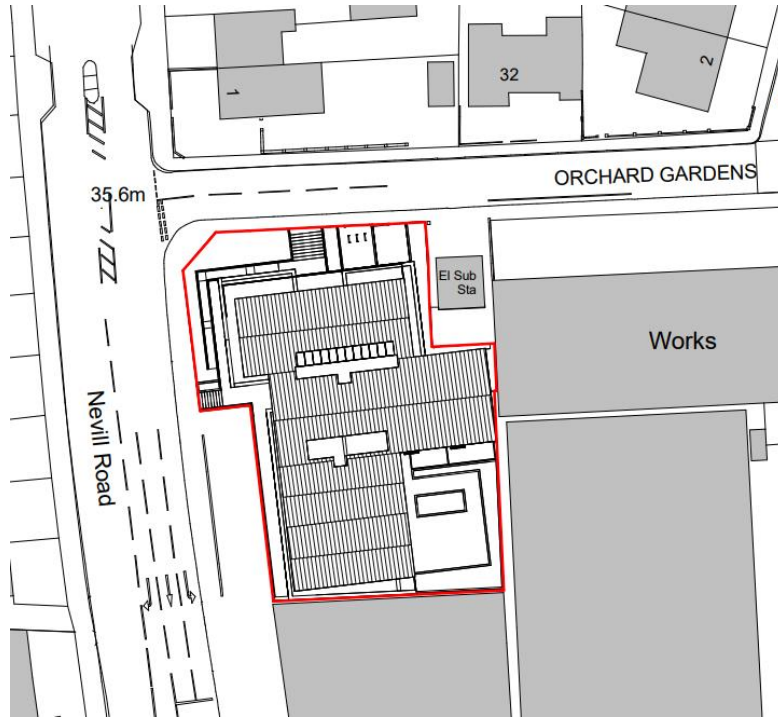 1
32
2
35.6m
ORCHARD GARDENS
El Sub
Sta
Works
Nevill Road